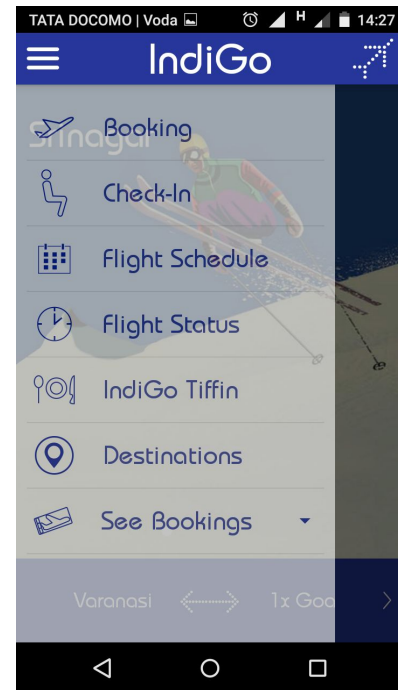 TATA DOCOMO | Voda 14:27
H
IndiGo
Srinagar
Booking
Check-In
Flight Schedule
Flight Status
IndiGo Tiffin
Destinations
See Bookings
Varanasi 1x Goa